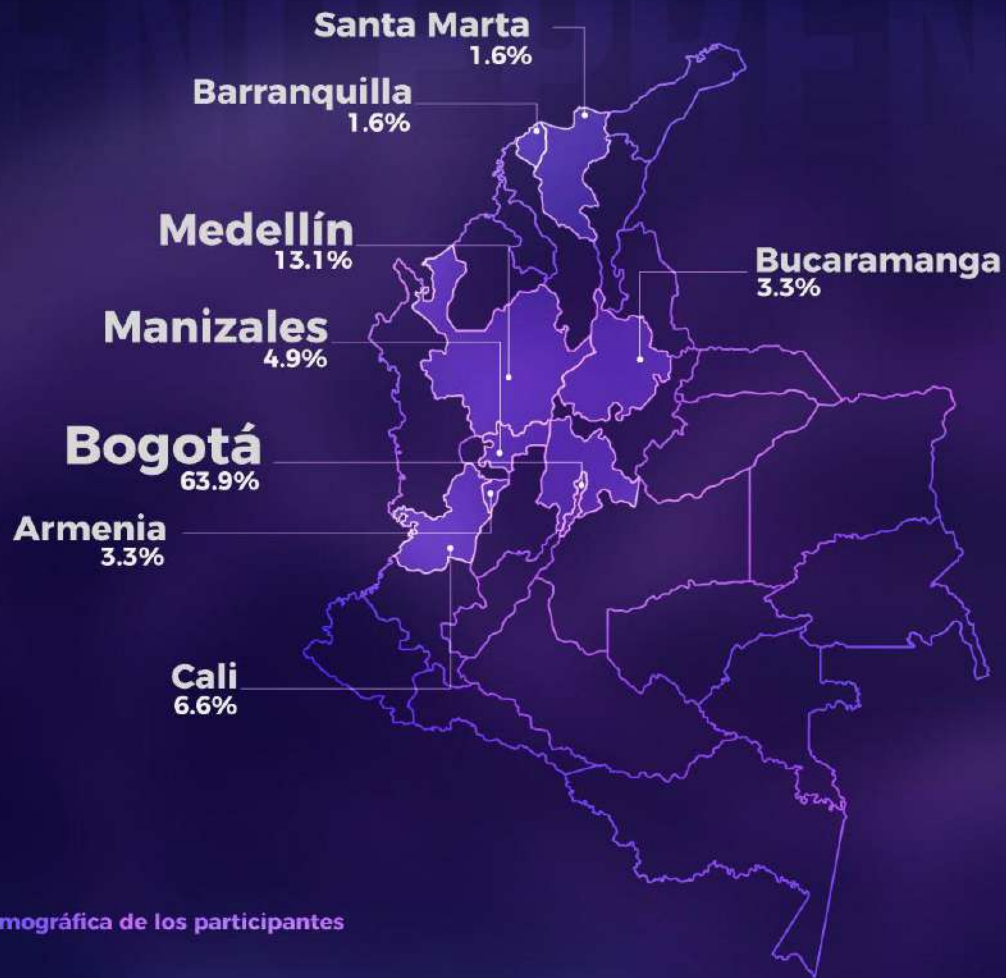 Santa Marta
1.6%
Barranquilla
1.6%
Medellín
13.1%
Bucaramanga
3.3%
Manizales
4.9%
Bogotá
63.9%
Armenia
3.3%
Cali
6.6%
mográfica de los participantes